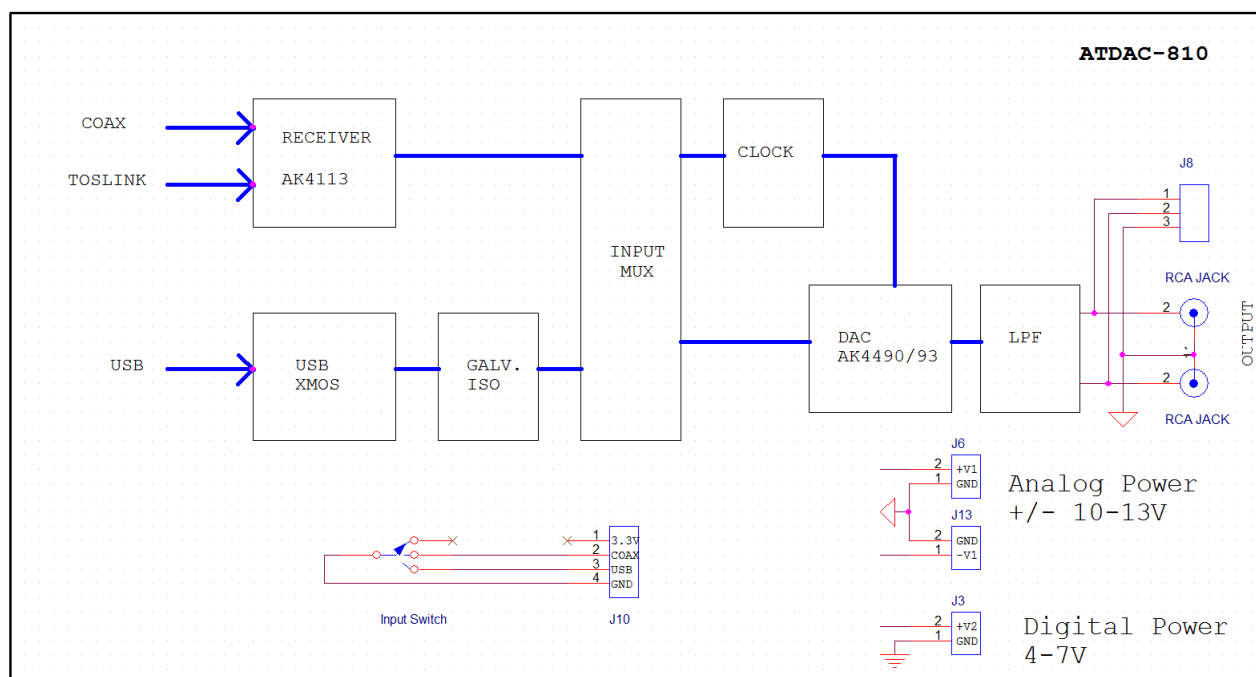 ATDAC-810
COAX
TOSLINK
RECEIVER
AK4113
INPUT
MUX
CLOCK
J8
1
2
3
RCA JACK
2
1
2
RCA JACK
OUTPUT
USB
USB
XMOS
GALV.
ISO
DAC
AK4490/93
LPF
J6
2 +V1
1 GND
J13
2 GND
1 -V1
Analog Power
+/- 10-13V
1 3.3V
2 COAX
3 USB
4 GND
Input Switch
J10
J3
2 +V2
1 GND
Digital Power
4-7V